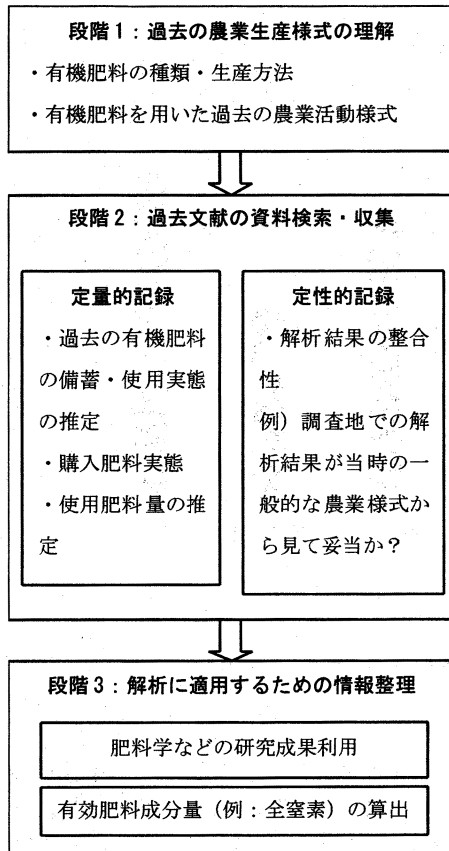 段階1：過去の農業生産様式の理解
・有機肥料の種類・生産方法
・有機肥料を用いた過去の農業活動様式
段階2：過去文献の資料検索・収集
定量的記録
・過去の有機肥料
の備蓄・使用実態
の推定
・購入肥料実態
・使用肥料量の推
定
定性的記録
・解析結果の整合
性
例）調査地での解
析結果が当時の一
般的な農業様式か
ら見て妥当か？
段階3：解析に適用するための情報整理
肥料学などの研究成果利用
有効肥料成分量（例：全窒素）の算出